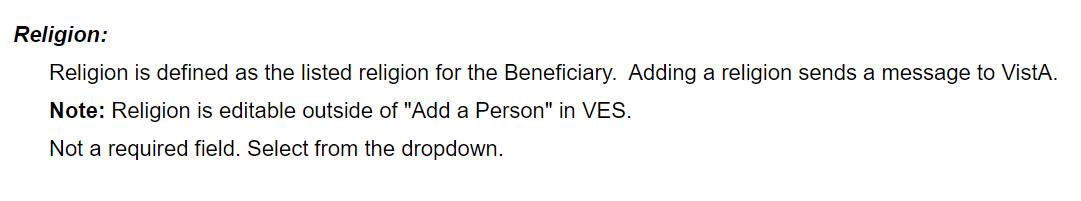 Religion:
Religion is defined as the listed religion for the Beneficiary.  Adding a religion sends a message to VistA.
Note: Religion is editable outside of "Add a Person" in VES.
Not a required field. Select from the dropdown.